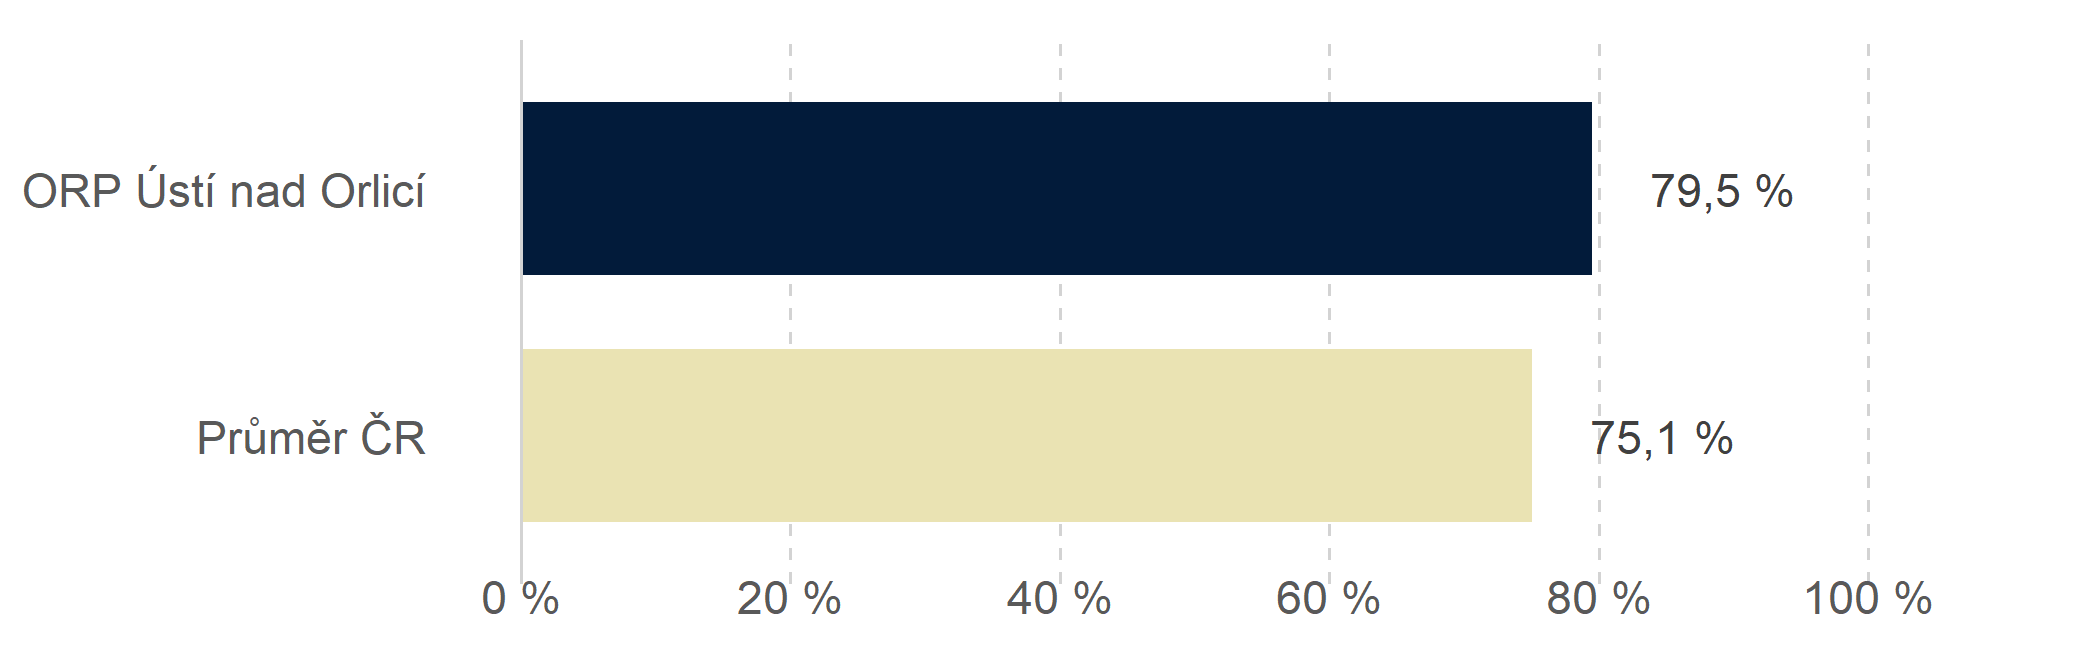 ORP Ústí nad Orlicí 79,5 %
Průměr ČR 75,1 %
0 % 20 % 40 % 60 % 80 % 100 %